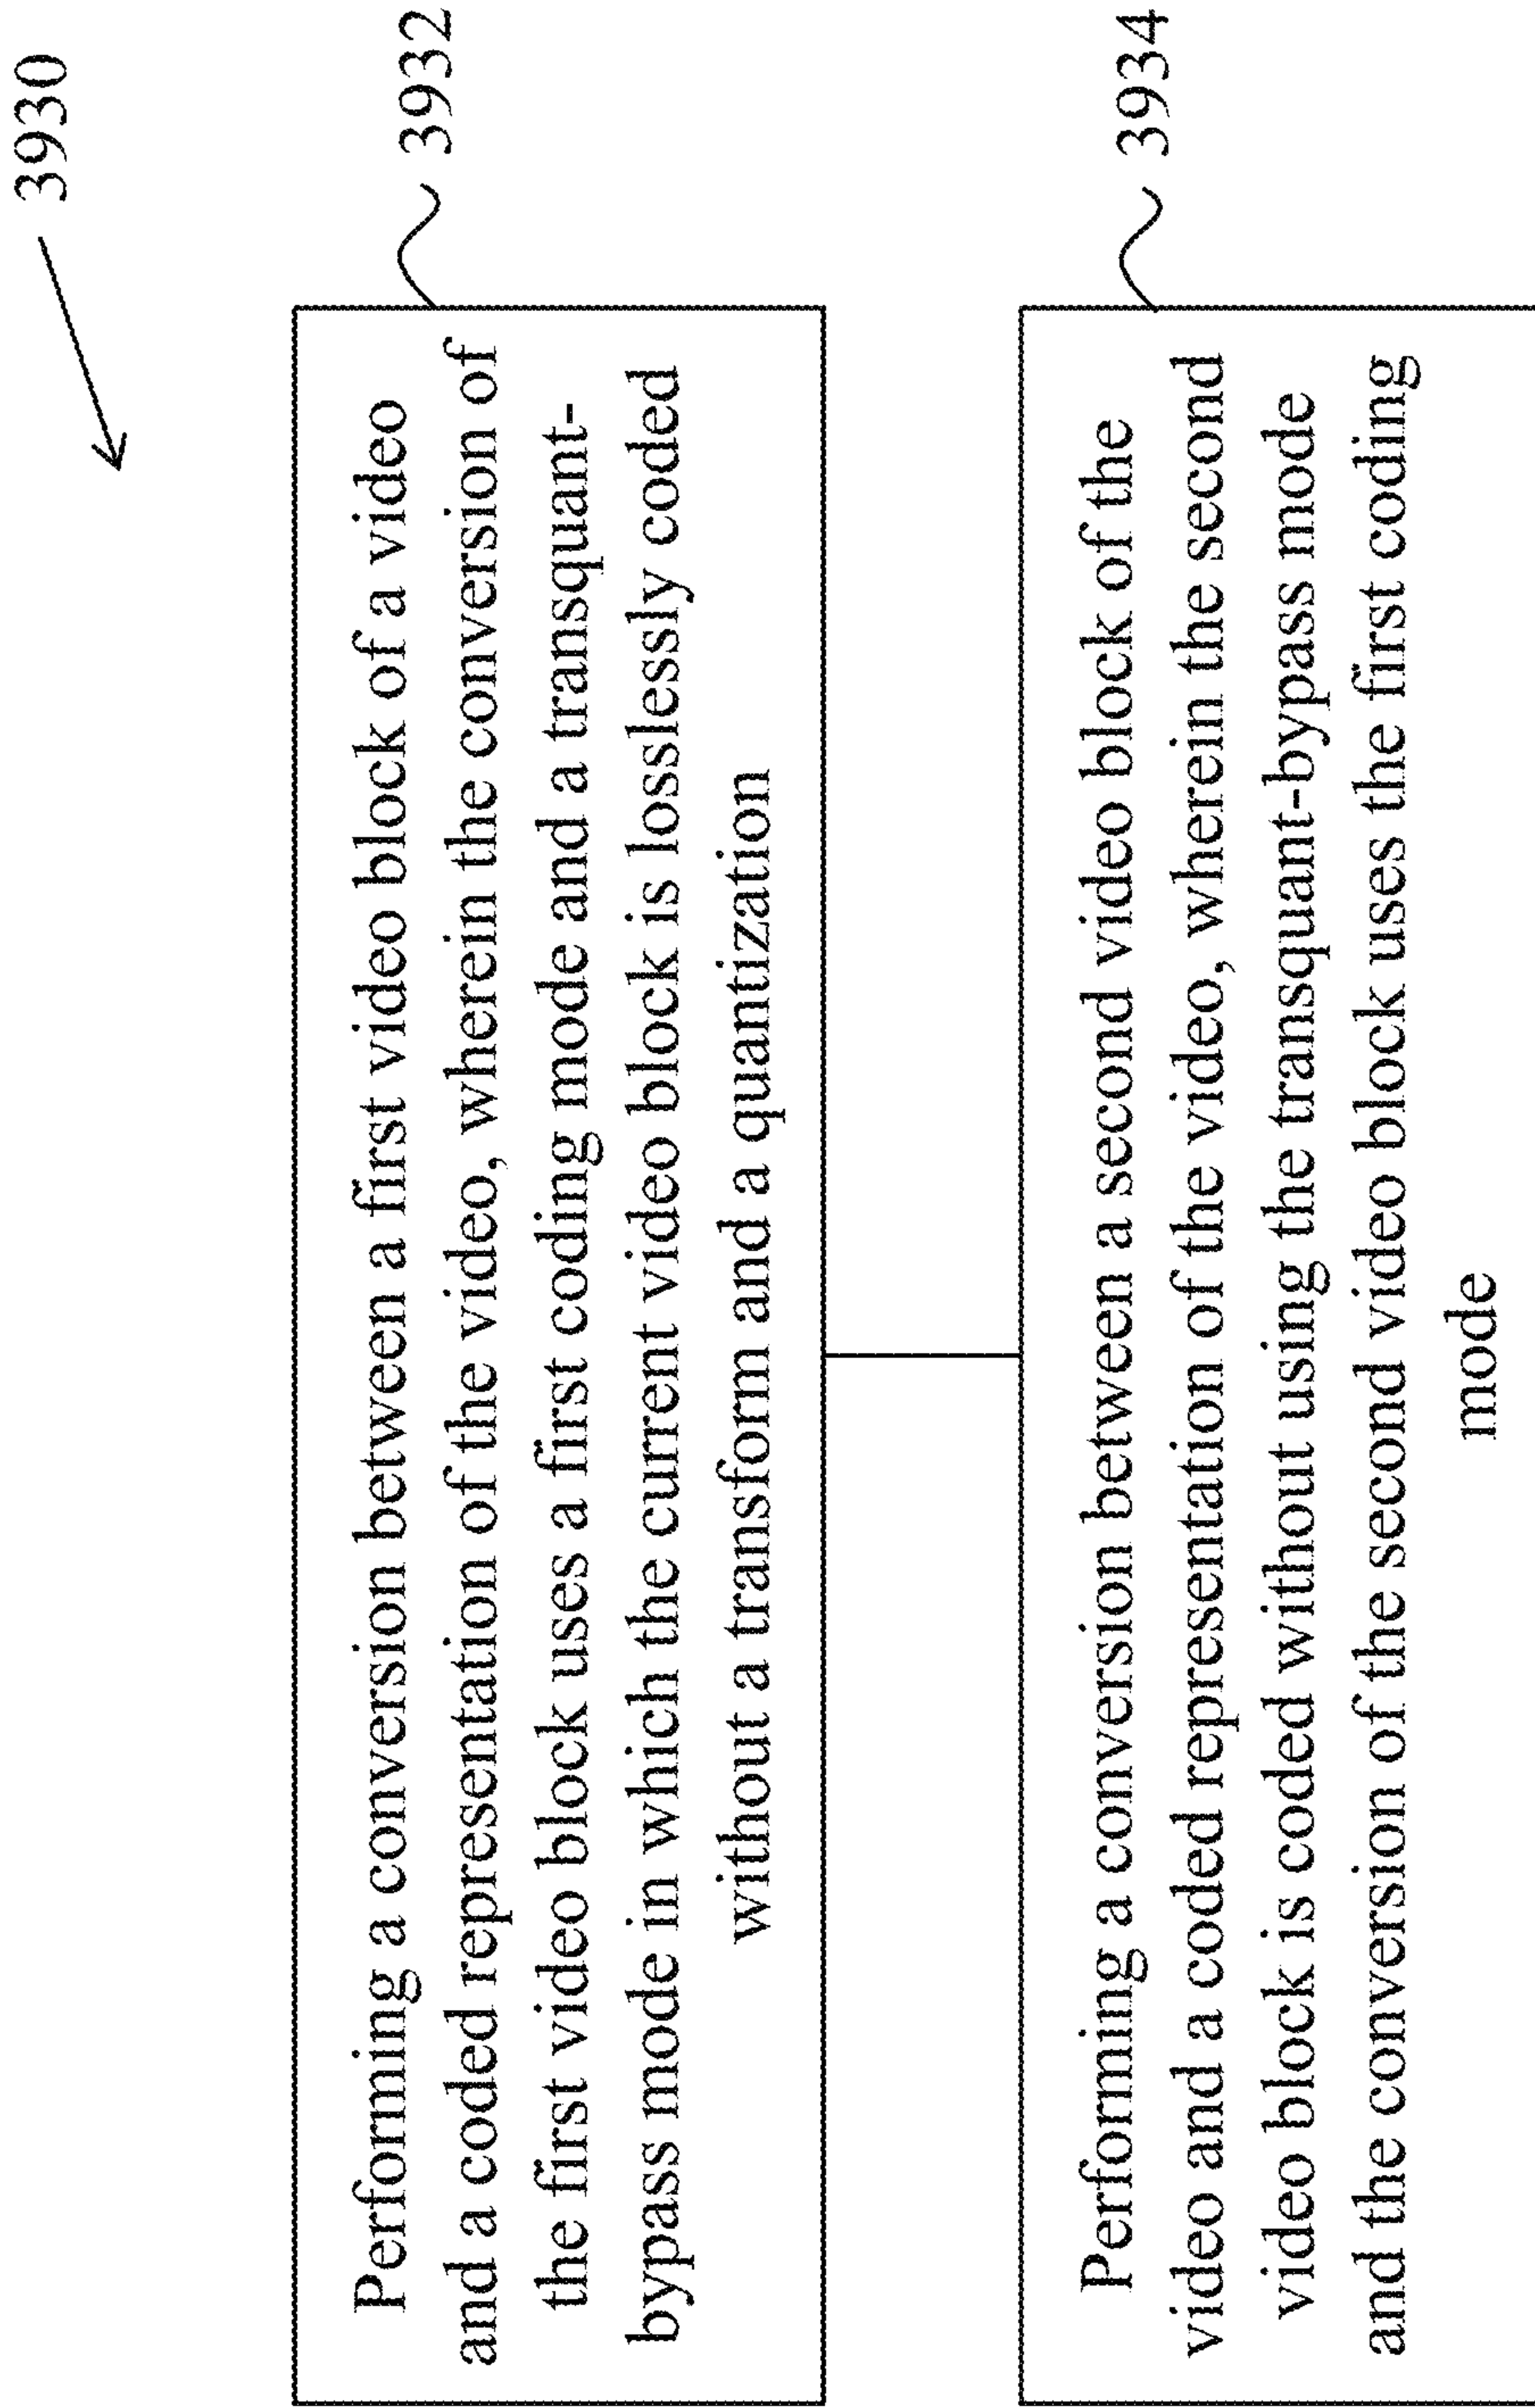 3930
Performing a conversion between a first video block of a video
and a coded representation of the video, wherein the conversion of
the first video block uses a first coding mode and a transquant-
bypass mode in which the current video block is losslessly coded
without a transform and a quantization
3932
Performing a conversion between a second video block of the
video and a coded representation of the video, wherein the second
video block is coded without using the transquant-bypass mode
and the conversion of the second video block uses the first coding
mode
3934